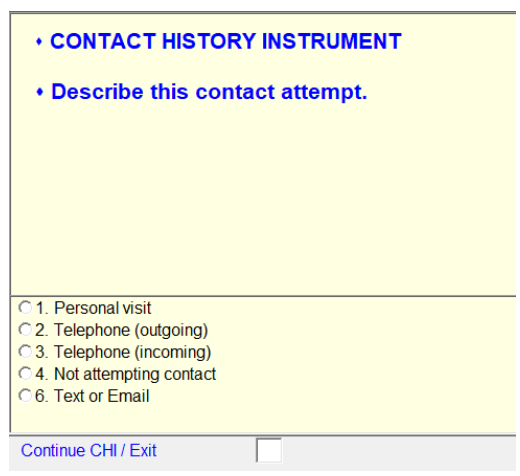 ⬩ CONTACT HISTORY INSTRUMENT
⬩ Describe this contact attempt.
1. Personal visit
2. Telephone (outgoing)
3. Telephone (incoming)
4. Not attempting contact
6. Text or Email
Continue CHI / Exit